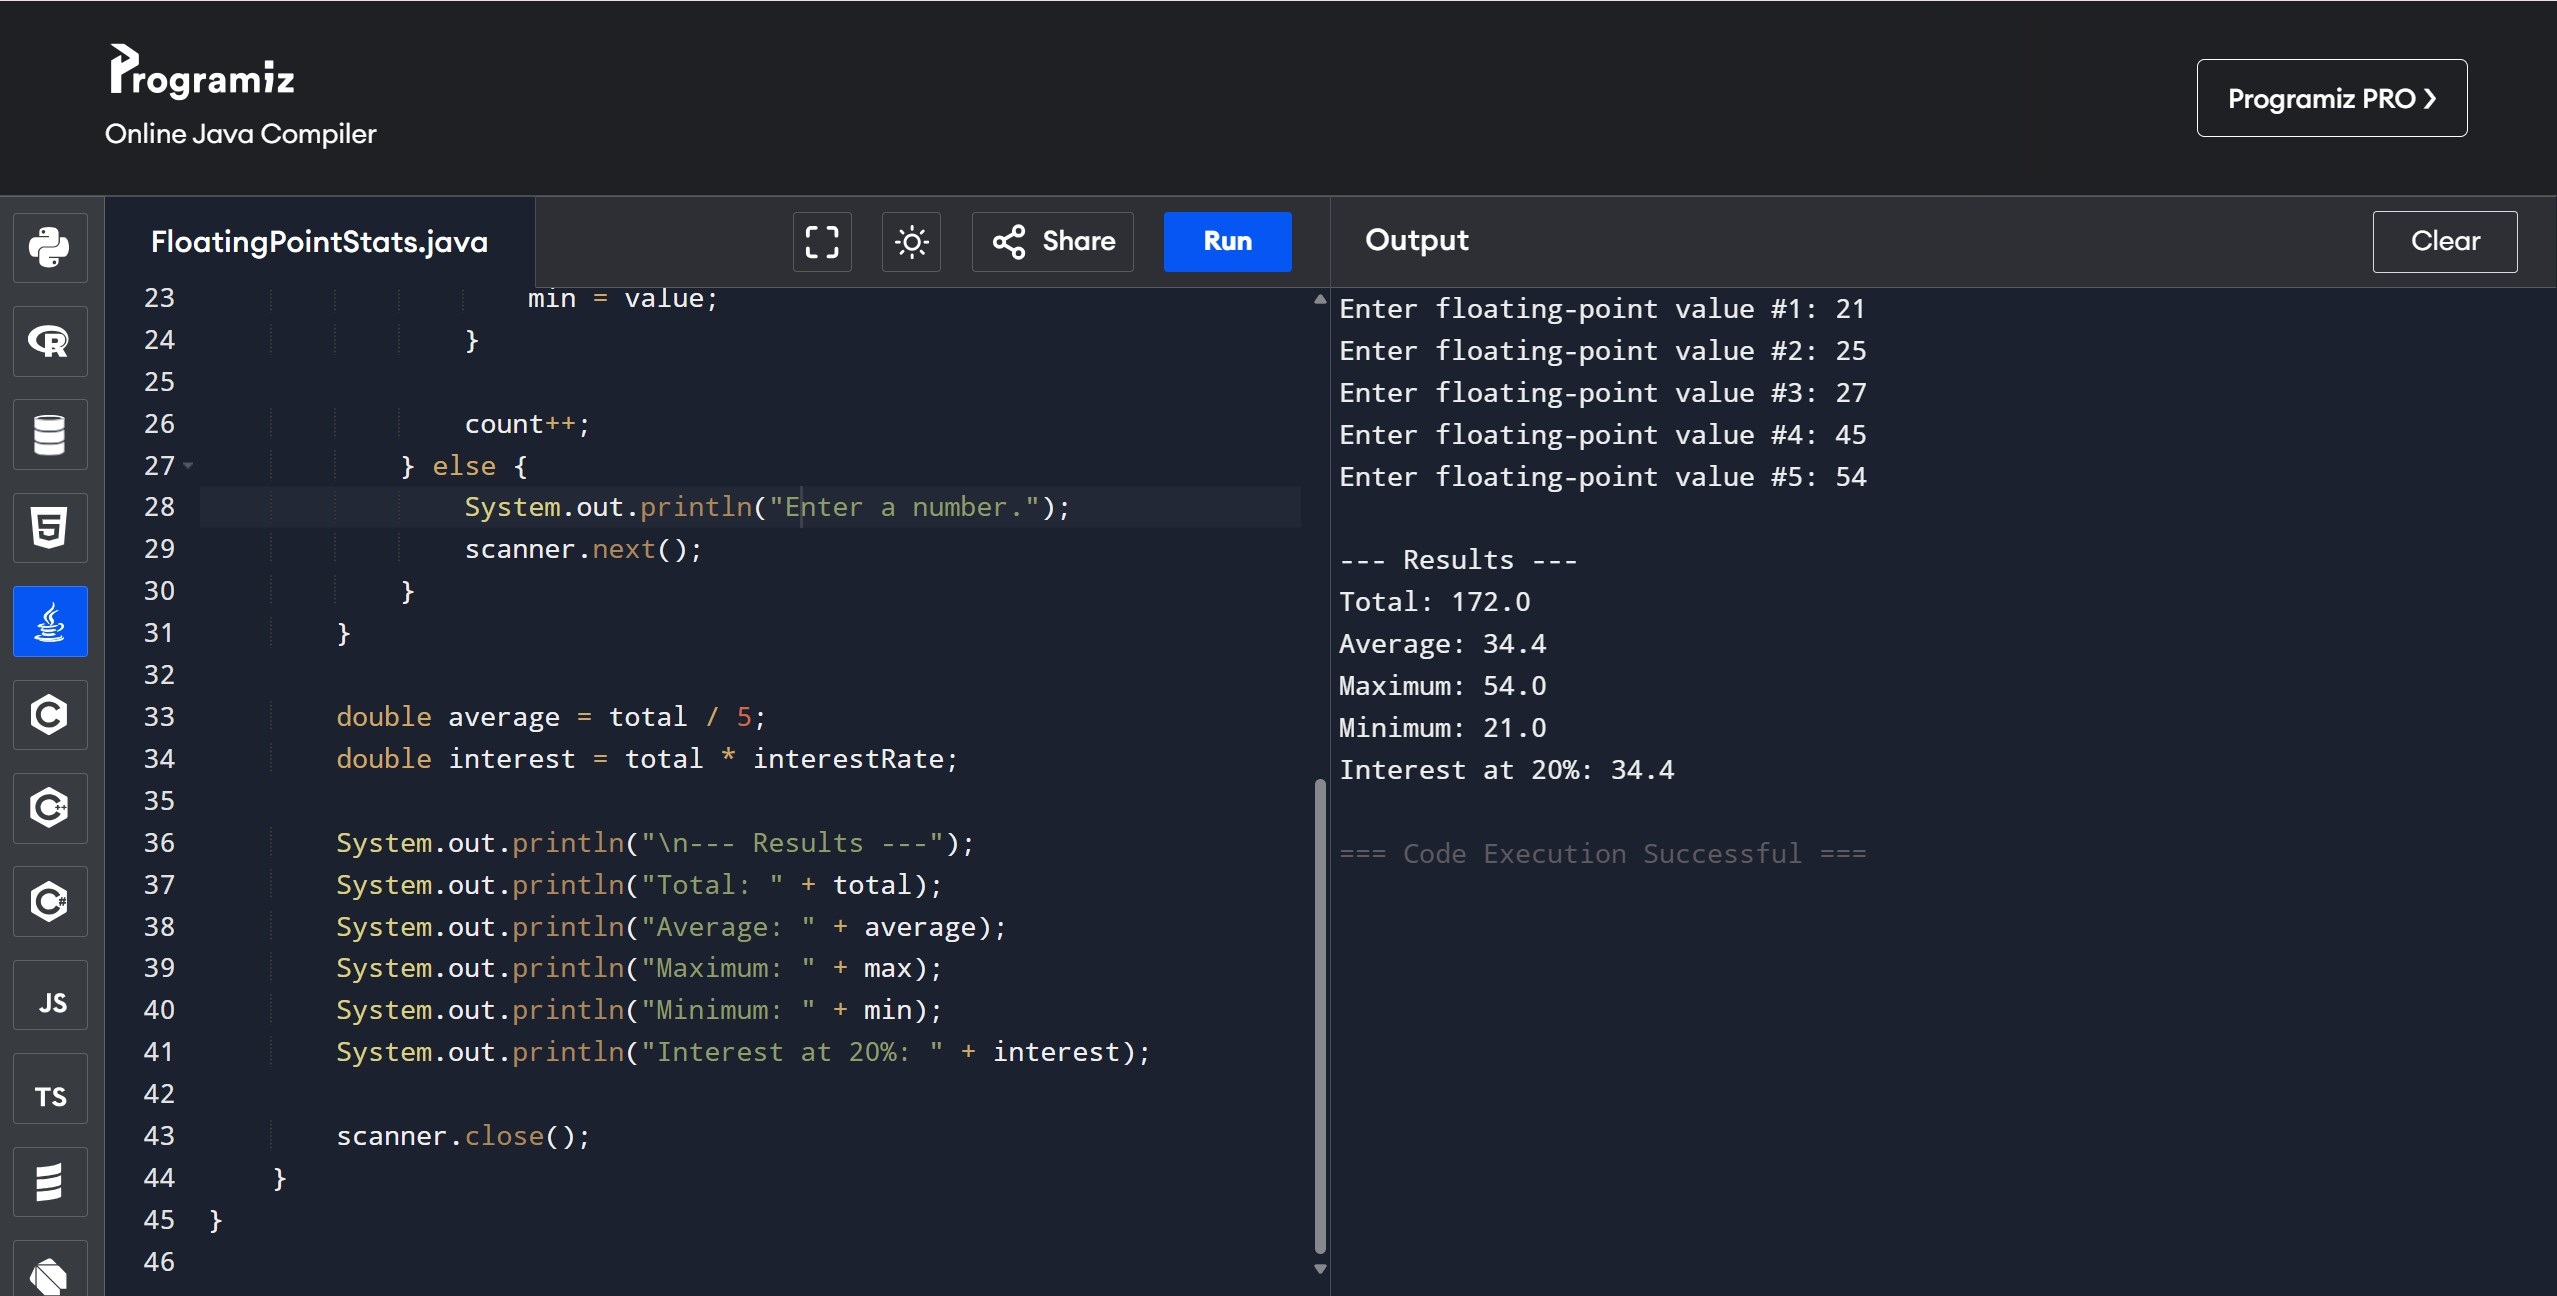 Programiz
Online Java Compiler
Programiz PRO ❯
FloatingPointStats.java
Share
Run
Output
Clear
23 min = value;
24 }
25
26 count++;
27 } else {
28 System.out.println("Enter a number.");
29 scanner.next();
30 }
31 }
32
33 double average = total / 5;
34 double interest = total * interestRate;
35
36 System.out.println("\n--- Results ---");
37 System.out.println("Total: " + total);
38 System.out.println("Average: " + average);
39 System.out.println("Maximum: " + max);
40 System.out.println("Minimum: " + min);
41 System.out.println("Interest at 20%: " + interest);
42
43 scanner.close();
44 }
45 }
46
Enter floating-point value #1: 21
Enter floating-point value #2: 25
Enter floating-point value #3: 27
Enter floating-point value #4: 45
Enter floating-point value #5: 54
--- Results ---
Total: 172.0
Average: 34.4
Maximum: 54.0
Minimum: 21.0
Interest at 20%: 34.4
=== Code Execution Successful ===
R
5
C
C++
C#
JS
TS